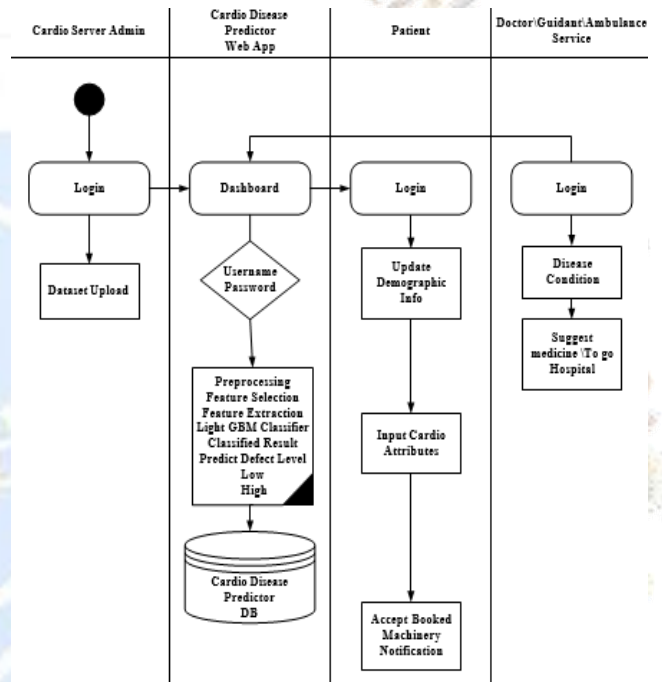 Cardio Server Admin
Cardio Disease
Predictor
Web App
Patient
Doctor\Guidant\Ambulance
Service
Login
Dashboard
Login
Login
Dataset Upload
Username
Password
Update
Demographic
Info
Disease
Condition
Suggest
medicine \To go
Hospital
Preprocessing
Feature Selection
Feature Extraction
Light GBM Classifier
Classified Result
Predict Defect Level
Low
High
Input Cardio
Attributes
Cardio Disease
Predictor
DB
Accept Booked
Machinery
Notification